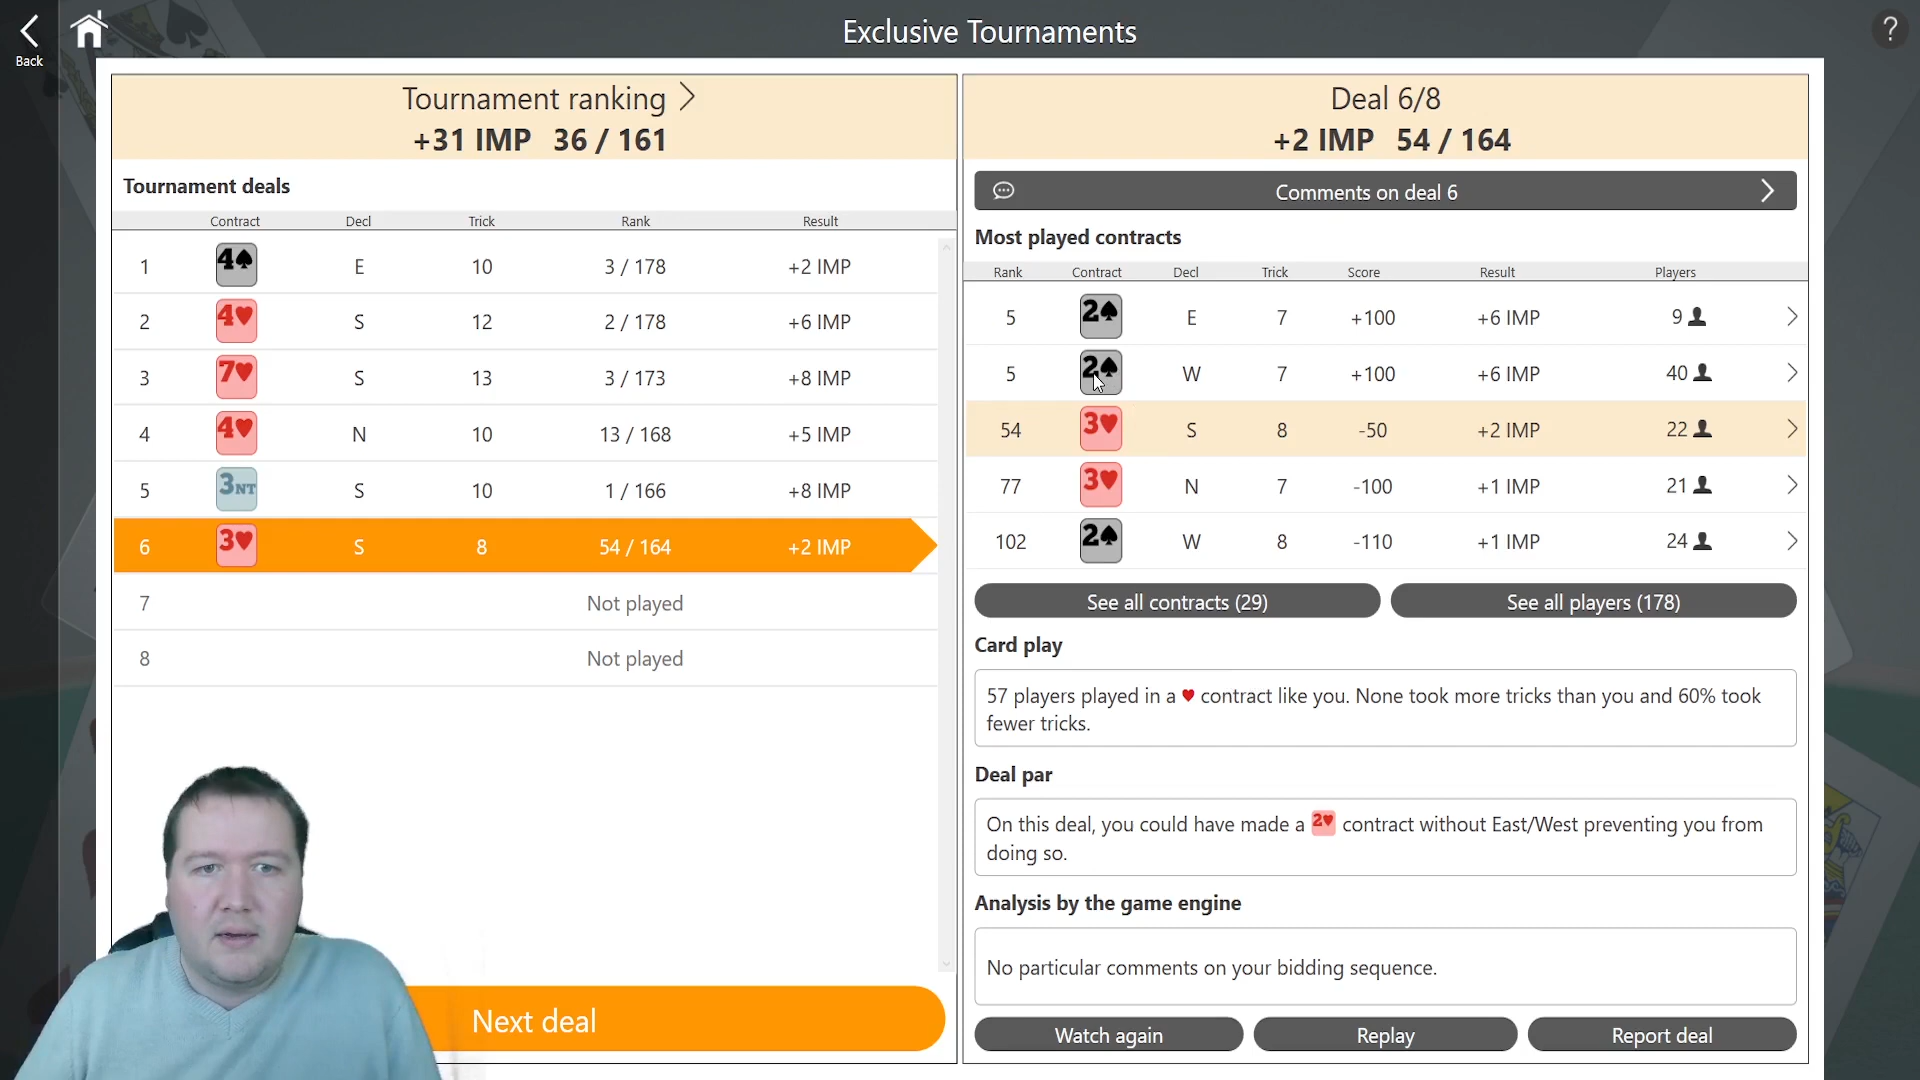 Back
Exclusive Tournaments
?
Tournament ranking
+31 IMP 36 / 161
Tournament deals
Contract Decl Trick Rank Result
1 4♠ E 10 3 / 178 +2 IMP
2 4♥ S 12 2 / 178 +6 IMP
3 7♥ S 13 3 / 173 +8 IMP
4 4♥ N 10 13 / 168 +5 IMP
5 3NT S 10 1 / 166 +8 IMP
6 3♥ S 8 54 / 164 +2 IMP
7 Not played
8 Not played
Next deal
Deal 6/8
+2 IMP 54 / 164
Comments on deal 6
Most played contracts
Rank Contract Decl Trick Score Result Players
5 2♠ E 7 +100 +6 IMP 9
5 2♠ W 7 +100 +6 IMP 40
54 3♥ S 8 -50 +2 IMP 22
77 3♥ N 7 -100 +1 IMP 21
102 2♠ W 8 -110 +1 IMP 24
See all contracts (29) See all players (178)
Card play
57 players played in a ♥ contract like you. None took more tricks than you and 60% took
fewer tricks.
Deal par
On this deal, you could have made a 2♥ contract without East/West preventing you from
doing so.
Analysis by the game engine
No particular comments on your bidding sequence.
Watch again Replay Report deal